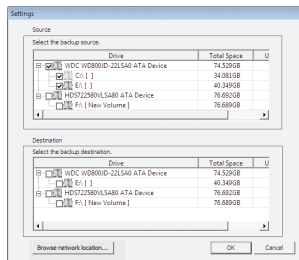 Settings
Source
Select the backup source.
Drive Total Space U
WDC WD800JD-22LSA0 ATA Device 74.529GB
C:\ [ ] 34.081GB
E:\ [ ] 40.349GB
HDS722580VLSA80 ATA Device 76.692GB
F:\ [ New Volume ] 76.689GB
Destination
Select the backup destination.
Drive Total Space U
WDC WD800JD-22LSA0 ATA Device 74.529GB
E:\ [ ] 40.349GB
HDS722580VLSA80 ATA Device 76.692GB
F:\ [ New Volume ] 76.689GB
Browse network location.... OK Cancel